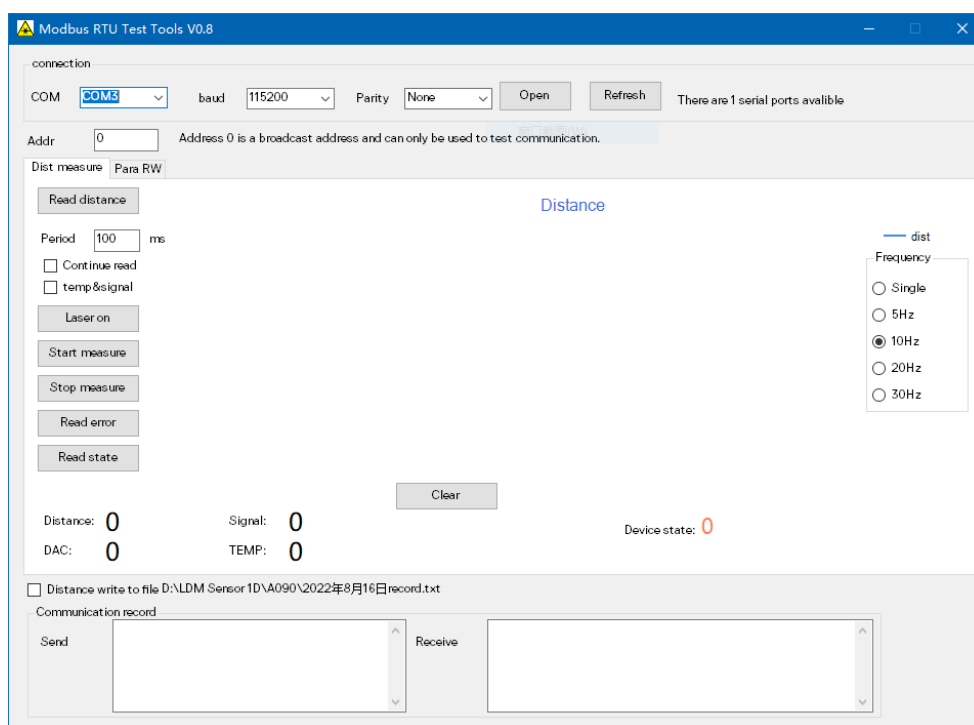 Modbus RTU Test Tools V0.8
connection
COM COM3 baud 115200 Parity None Open Refresh There are 1 serial ports avalible
Addr 0 Address 0 is a broadcast address and can only be used to test communication.
Dist measure Para RW
Read distance
Distance
Period 100 ms
dist
Continue read
Frequency
temp&signal
Single
Laser on
5Hz
Start measure
10Hz
Stop measure
20Hz
30Hz
Read error
Read state
Clear
Distance: 0 Signal: 0 Device state: 0
DAC: 0 TEMP: 0
Distance write to file D:\LDM Sensor 1D\A090\2022年8月16日record.txt
Communication record
Send Receive